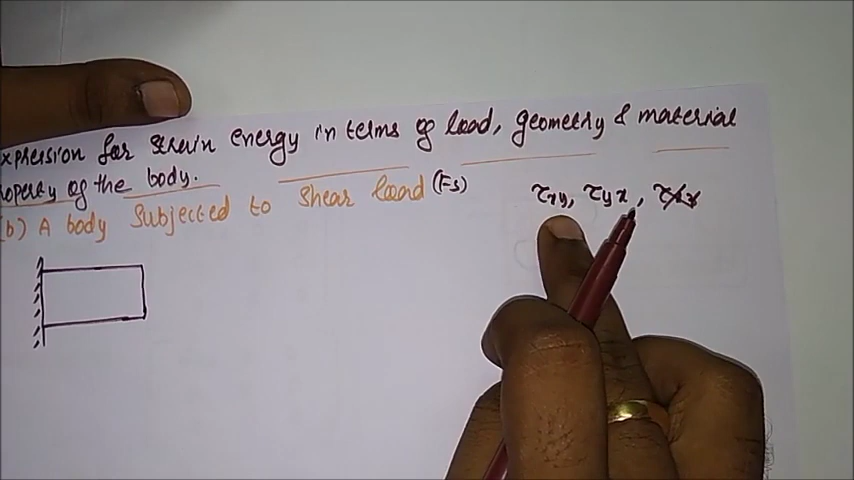 xpression for strain energy in terms of load, geometry & material
roperty of the body.
(b) A body subjected to shear load (Fs)
τxy, τyx,